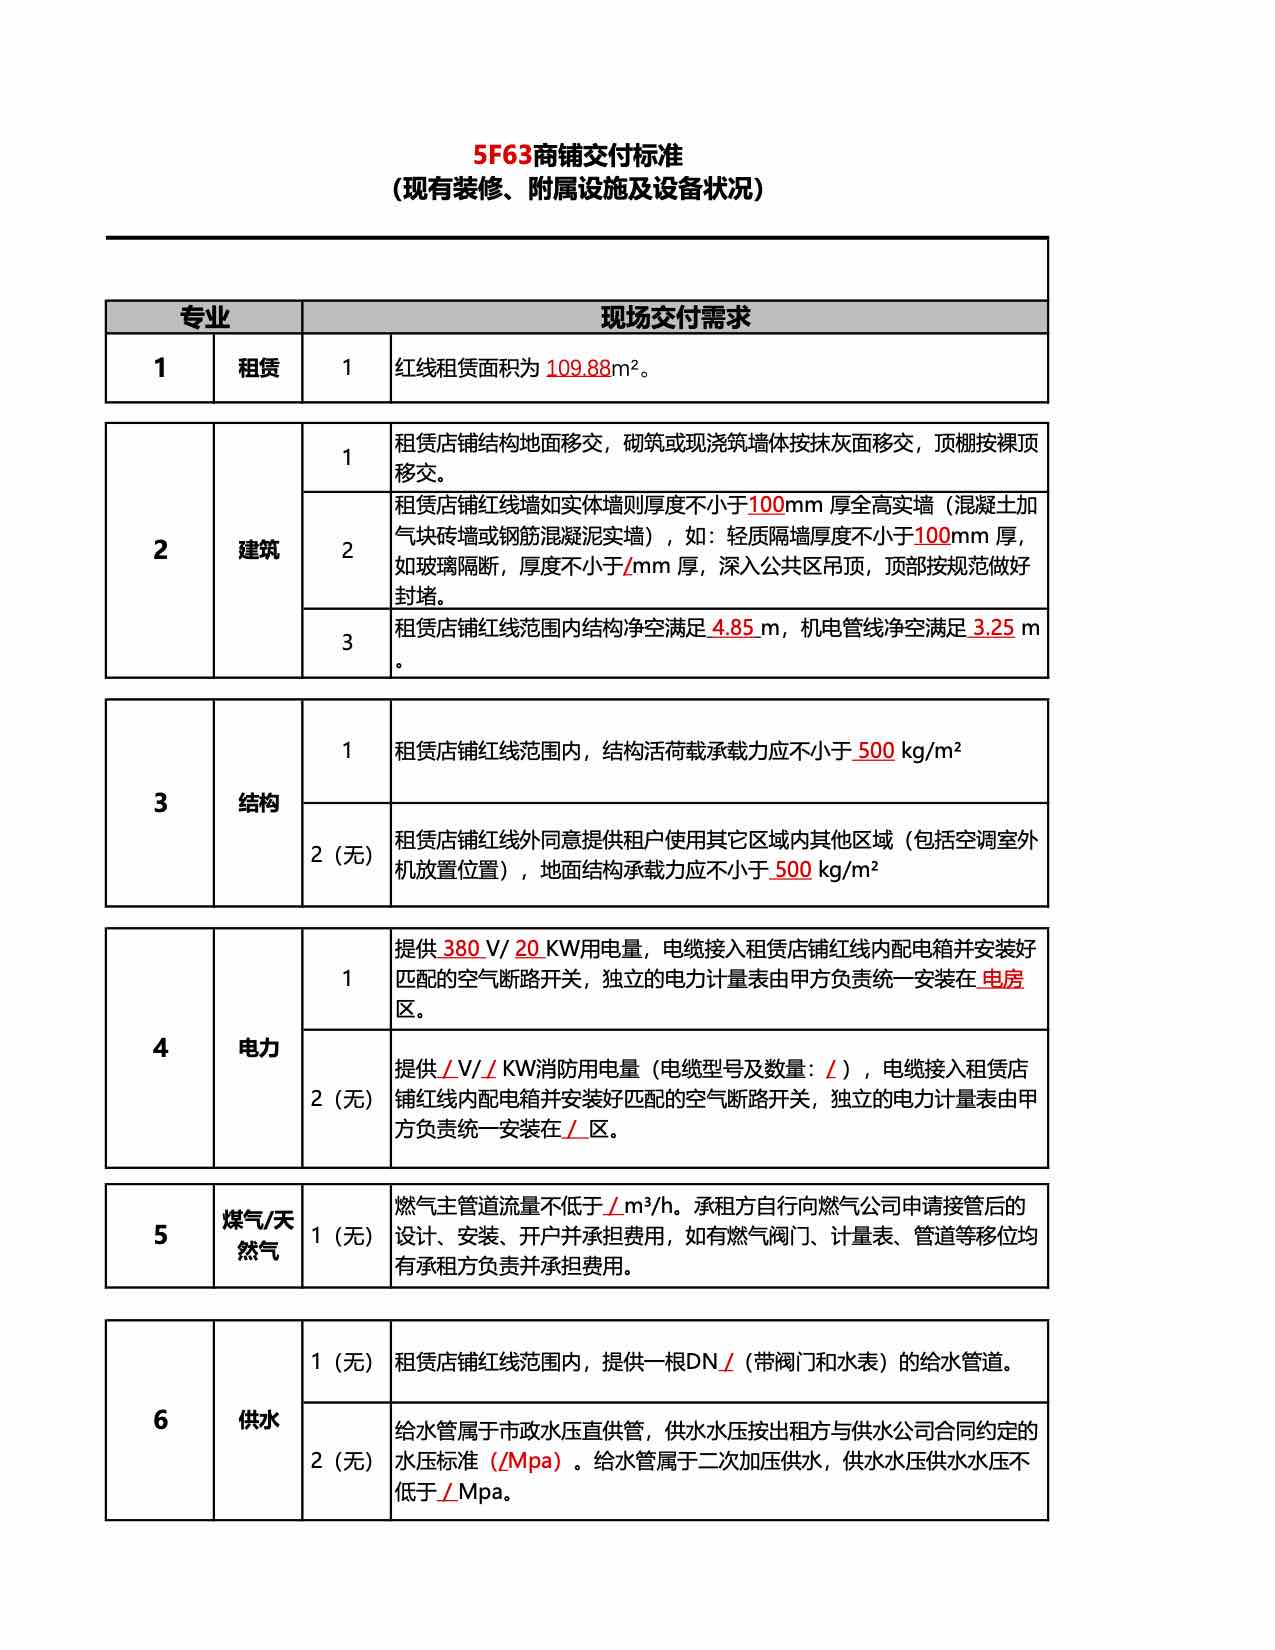 5F63商铺交付标准
（现有装修、附属设施及设备状况）
专业
现场交付需求
1
租赁
1
红线租赁面积为 109.88m²。
2
建筑
1
租赁店铺结构地面移交，砌筑或现浇筑墙体按抹灰面移交，顶棚按裸顶
移交。
2
租赁店铺红线墙如实体墙则厚度不小于100mm 厚全高实墙（混凝土加
气块砖墙或钢筋混凝泥实墙），如：轻质隔墙厚度不小于100mm 厚，
如玻璃隔断，厚度不小于/mm 厚，深入公共区吊顶，顶部按规范做好
封堵。
3
租赁店铺红线范围内结构净空满足 4.85 m，机电管线净空满足 3.25 m
。
3
结构
1
租赁店铺红线范围内，结构活荷载承载力应不小于 500 kg/m²
2（无）
租赁店铺红线外同意提供租户使用其它区域内其他区域（包括空调室外
机放置位置），地面结构承载力应不小于 500 kg/m²
4
电力
1
提供 380 V/ 20 KW用电量，电缆接入租赁店铺红线内配电箱并安装好
匹配的空气断路开关，独立的电力计量表由甲方负责统一安装在 电房
区。
2（无）
提供 / V/ / KW消防用电量（电缆型号及数量：/ ），电缆接入租赁店
铺红线内配电箱并安装好匹配的空气断路开关，独立的电力计量表由甲
方负责统一安装在 / 区。
5
煤气/天
然气
1（无）
燃气主管道流量不低于 / m³/h。承租方自行向燃气公司申请接管后的
设计、安装、开户并承担费用，如有燃气阀门、计量表、管道等移位均
有承租方负责并承担费用。
6
供水
1（无）
租赁店铺红线范围内，提供一根DN /（带阀门和水表）的给水管道。
2（无）
给水管属于市政水压直供管，供水水压按出租方与供水公司合同约定的
水压标准（/Mpa）。给水管属于二次加压供水，供水水压供水水压不
低于 / Mpa。